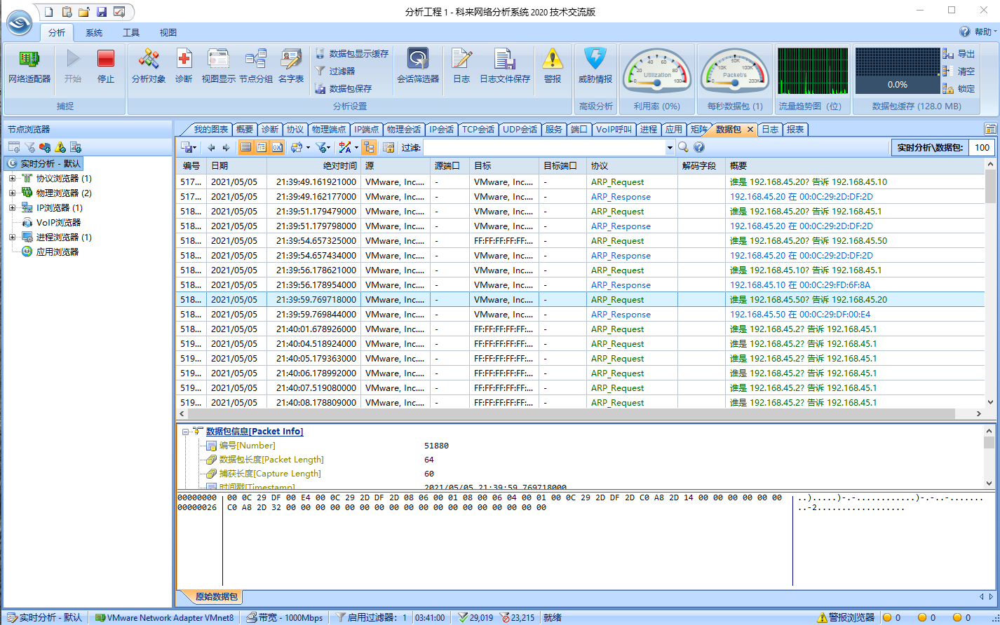 分析工程 1 - 科来网络分析系统 2020 技术交流版
分析 系统 工具 视图 帮助
网络适配器 开始 停止 分析对象 诊断 视图显示 节点分组 名字表 数据包显示缓存 过滤器 数据包保存 会话筛选器 日志 日志文件保存 警报 威胁情报 导出 清空 锁定
Utilization 0 20 40 60 80 100
Packet/s 0 10K 50K 100K 200K
0.0%
捕捉 分析设置 高级分析 利用率 (0%) 每秒数据包 (1) 流量趋势图 (位) 数据包缓存 (128.0 MB)
节点浏览器
实时分析 - 默认
协议浏览器 (1)
物理浏览器 (2)
IP浏览器 (1)
VoIP浏览器
进程浏览器 (1)
应用浏览器
我的图表 概要 诊断 协议 物理端点 IP端点 物理会话 IP会话 TCP会话 UDP会话 服务 端口 VoIP呼叫 进程 应用 矩阵 数据包 日志 报表
过滤: 实时分析\数据包: 100
编号 日期 绝对时间 源 源端口 目标 目标端口 协议 解码字段 概要
517... 2021/05/05 21:39:49.161921000 VMware, Inc.... - VMware, Inc.... - ARP_Request 谁是 192.168.45.20? 告诉 192.168.45.10
517... 2021/05/05 21:39:49.162177000 VMware, Inc.... - VMware, Inc.... - ARP_Response 192.168.45.20 在 00:0C:29:2D:DF:2D
518... 2021/05/05 21:39:51.179479000 VMware, Inc.... - VMware, Inc.... - ARP_Request 谁是 192.168.45.20? 告诉 192.168.45.1
518... 2021/05/05 21:39:51.179798000 VMware, Inc.... - VMware, Inc.... - ARP_Response 192.168.45.20 在 00:0C:29:2D:DF:2D
518... 2021/05/05 21:39:54.657325000 VMware, Inc.... - FF:FF:FF:FF:FF:... - ARP_Request 谁是 192.168.45.20? 告诉 192.168.45.50
518... 2021/05/05 21:39:54.657434000 VMware, Inc.... - VMware, Inc.... - ARP_Response 192.168.45.20 在 00:0C:29:2D:DF:2D
518... 2021/05/05 21:39:56.178621000 VMware, Inc.... - VMware, Inc.... - ARP_Request 谁是 192.168.45.10? 告诉 192.168.45.1
518... 2021/05/05 21:39:56.178954000 VMware, Inc.... - VMware, Inc.... - ARP_Response 192.168.45.10 在 00:0C:29:FD:6F:8A
518... 2021/05/05 21:39:59.769718000 VMware, Inc.... - VMware, Inc.... - ARP_Request 谁是 192.168.45.50? 告诉 192.168.45.20
518... 2021/05/05 21:39:59.769844000 VMware, Inc.... - VMware, Inc.... - ARP_Response 192.168.45.50 在 00:0C:29:DF:00:E4
518... 2021/05/05 21:40:01.678926000 VMware, Inc.... - FF:FF:FF:FF:FF:... - ARP_Request 谁是 192.168.45.2? 告诉 192.168.45.1
519... 2021/05/05 21:40:04.518924000 VMware, Inc.... - FF:FF:FF:FF:FF:... - ARP_Request 谁是 192.168.45.2? 告诉 192.168.45.1
519... 2021/05/05 21:40:05.179363000 VMware, Inc.... - FF:FF:FF:FF:FF:... - ARP_Request 谁是 192.168.45.2? 告诉 192.168.45.1
519... 2021/05/05 21:40:06.178992000 VMware, Inc.... - FF:FF:FF:FF:FF:... - ARP_Request 谁是 192.168.45.2? 告诉 192.168.45.1
519... 2021/05/05 21:40:07.519080000 VMware, Inc.... - FF:FF:FF:FF:FF:... - ARP_Request 谁是 192.168.45.2? 告诉 192.168.45.1
519... 2021/05/05 21:40:08.178809000 VMware, Inc.... - FF:FF:FF:FF:FF:... - ARP_Request 谁是 192.168.45.2? 告诉 192.168.45.1
数据包信息[Packet Info]
编号[Number] 51880
数据包长度[Packet Length] 64
捕获长度[Capture Length] 60
时间戳[Timestamp] 2021/05/05 21:39:59.769718000
00000000 00 0C 29 DF 00 E4 00 0C 29 2D DF 2D 08 06 00 01 08 00 06 04 00 01 00 0C 29 2D DF 2D C0 A8 2D 14 00 00 00 00 00 00 ..).....)-.-............)-.-..-.......
00000026 C0 A8 2D 32 00 00 00 00 00 00 00 00 00 00 00 00 00 00 00 00 00 00 ..-2..................
原始数据包
实时分析 - 默认 VMware Network Adapter VMnet8 带宽 - 1000Mbps 启用过滤器: 1 03:41:00 29,019 23,215 就绪 警报浏览器 0 0 0